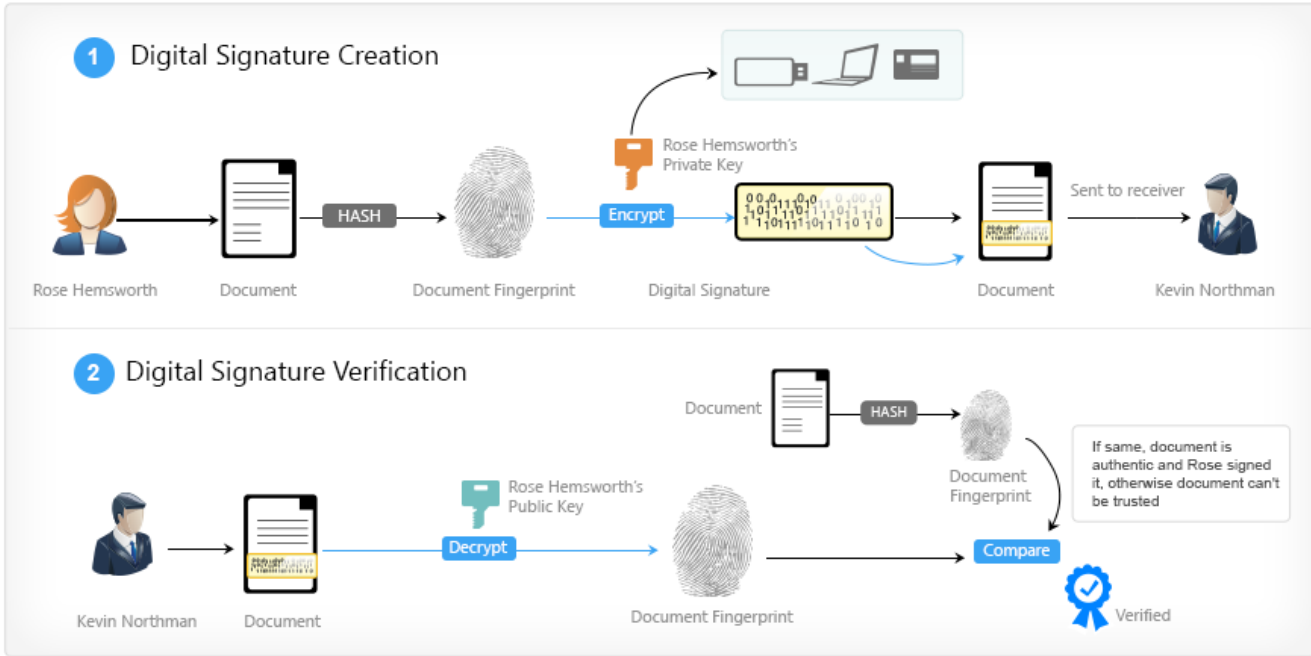 1 Digital Signature Creation
Rose Hemsworth's
Private Key
HASH
Encrypt
Sent to receiver
Rose Hemsworth
Document
Document Fingerprint
Digital Signature
Document
Kevin Northman
2 Digital Signature Verification
Document
HASH
Document
Fingerprint
If same, document is
authentic and Rose signed
it, otherwise document can't
be trusted
Rose Hemsworth's
Public Key
Decrypt
Compare
Kevin Northman
Document
Document Fingerprint
Verified